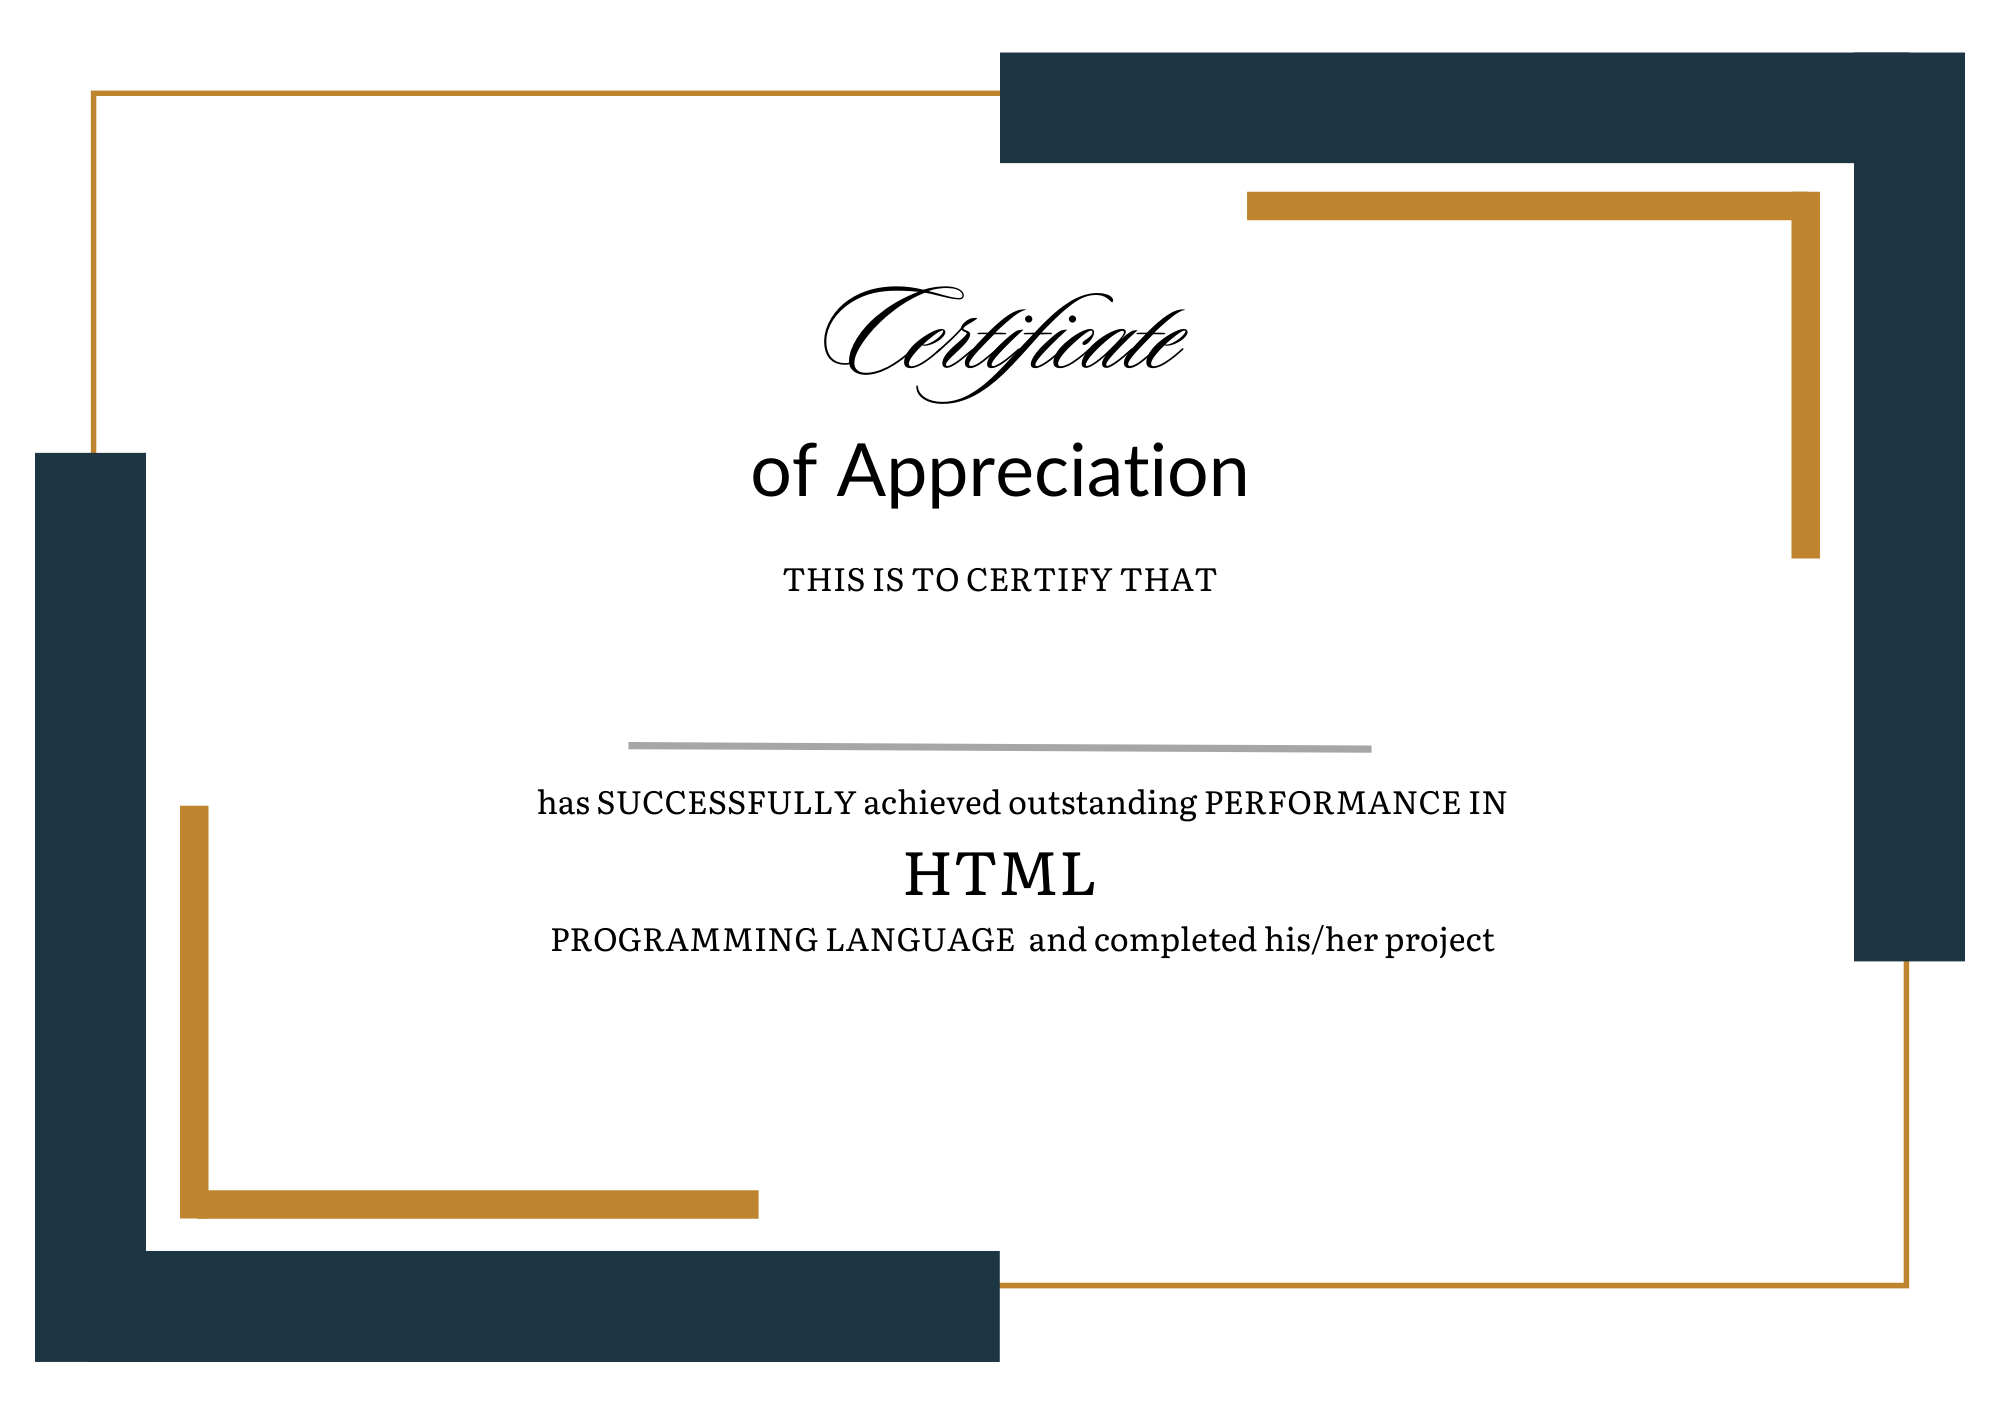 Certificate
of Appreciation
THIS IS TO CERTIFY THAT
has SUCCESSFULLY achieved outstanding PERFORMANCE IN
HTML
PROGRAMMING LANGUAGE and completed his/her project